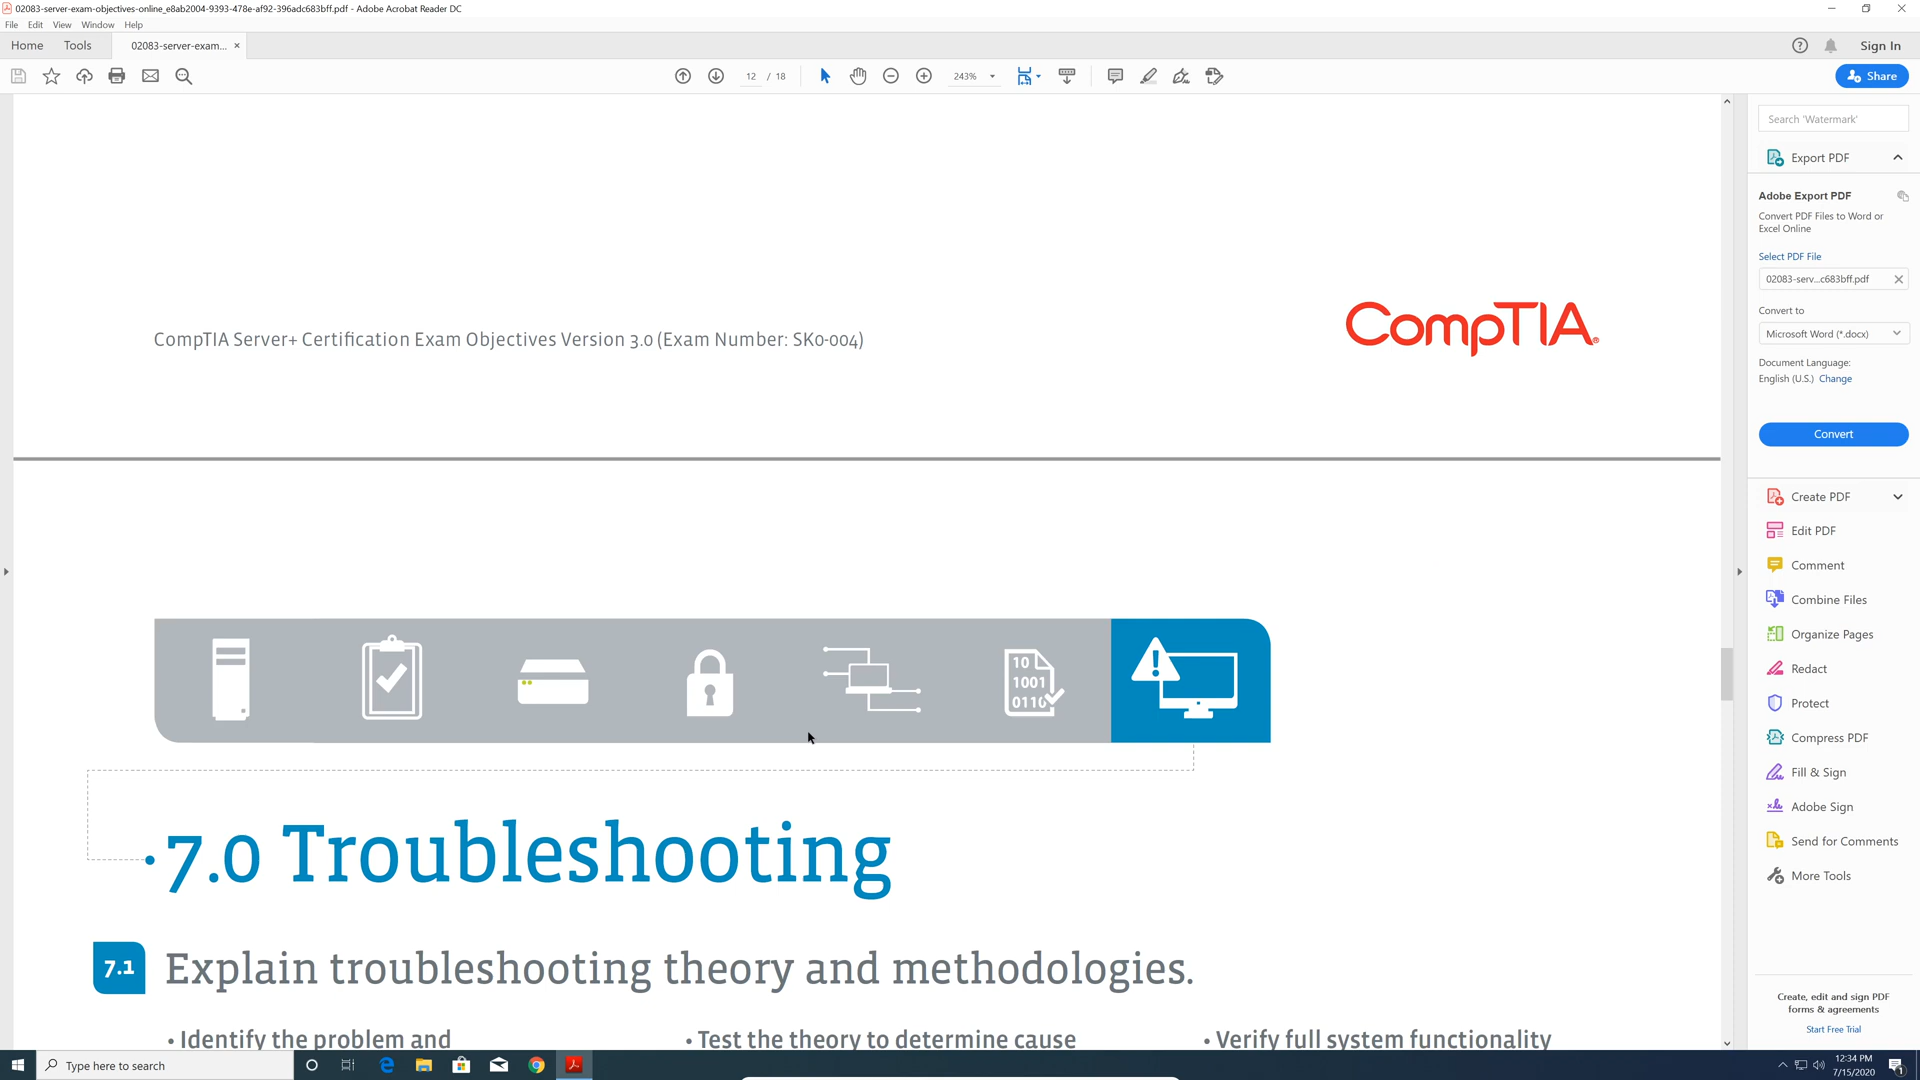 02083-server-exam-objectives-online_e8ab2004-9393-478e-af92-396adc683bff.pdf - Adobe Acrobat Reader DC
File Edit View Window Help
Home Tools 02083-server-exam... ×
Sign In
12 / 18
243%
Share
CompTIA Server+ Certification Exam Objectives Version 3.0 (Exam Number: SK0-004)
CompTIA®
10
1001
0110
7.0 Troubleshooting
7.1 Explain troubleshooting theory and methodologies.
• Identify the problem and
• Test the theory to determine cause
• Verify full system functionality
Search 'Watermark'
Export PDF
Adobe Export PDF
Convert PDF Files to Word or
Excel Online
Select PDF File
02083-serv...c683bff.pdf
Convert to
Microsoft Word (*.docx)
Document Language:
English (U.S.) Change
Convert
Create PDF
Edit PDF
Comment
Combine Files
Organize Pages
Redact
Protect
Compress PDF
Fill & Sign
Adobe Sign
Send for Comments
More Tools
Create, edit and sign PDF
forms & agreements
Start Free Trial
Type here to search
12:34 PM
7/15/2020
1